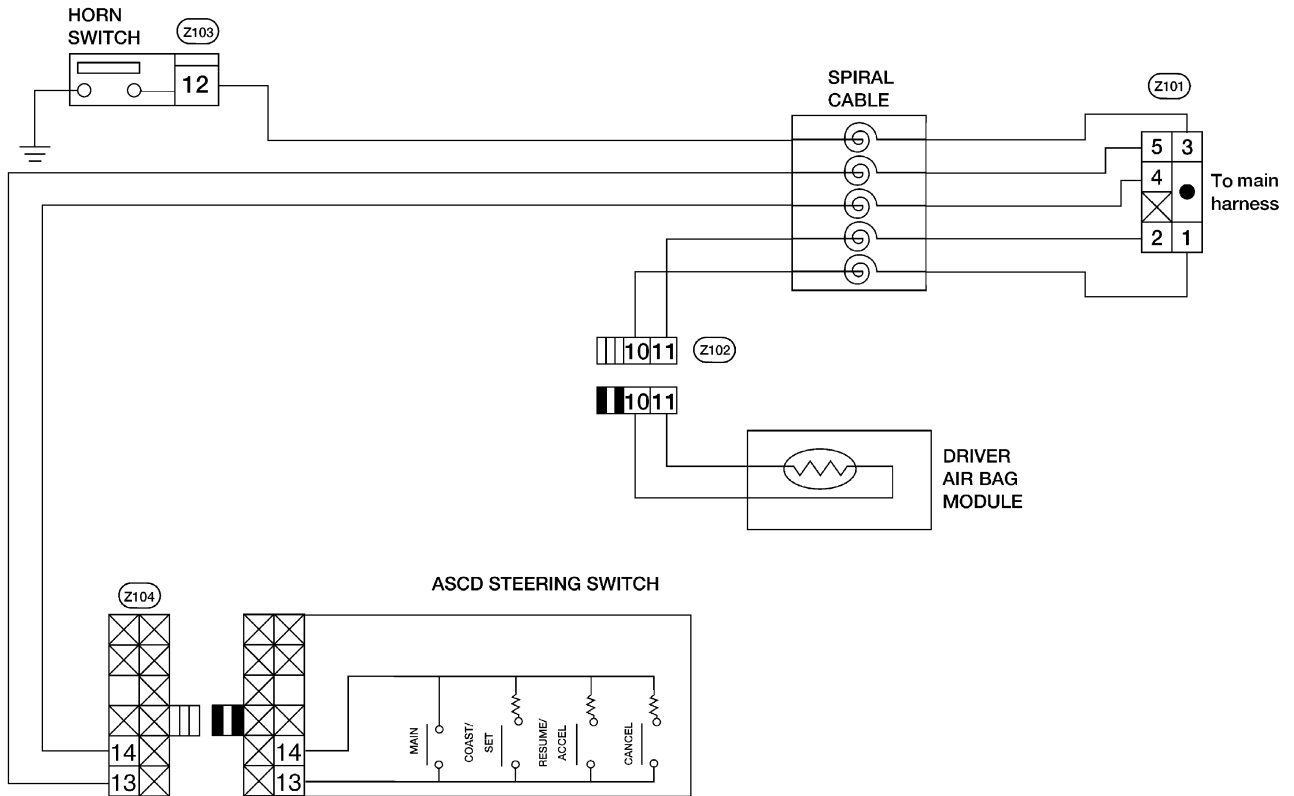 HORN
SWITCH
Z103
12
SPIRAL
CABLE
Z101
5 3
4
2 1
To main
harness
10 11
Z102
10 11
DRIVER
AIR BAG
MODULE
ASCD STEERING SWITCH
Z104
14
13
14
13
MAIN
COAST/
SET
RESUME/
ACCEL
CANCEL